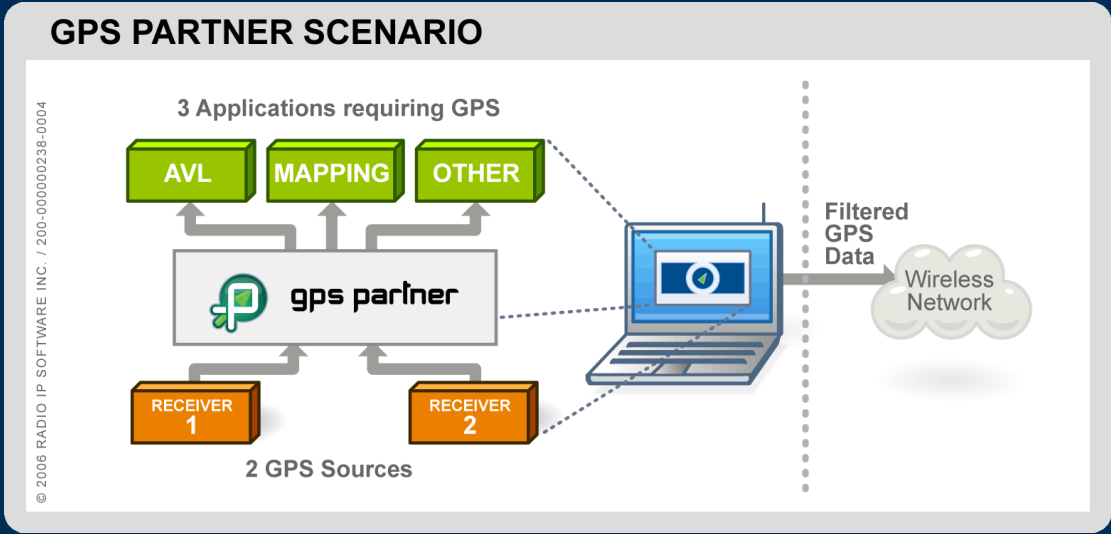 GPS PARTNER SCENARIO
© 2006 RADIO IP SOFTWARE INC. / 200-000000238-0004
3 Applications requiring GPS
AVL
MAPPING
OTHER
gps partner
RECEIVER
1
RECEIVER
2
2 GPS Sources
Filtered
GPS
Data
Wireless
Network